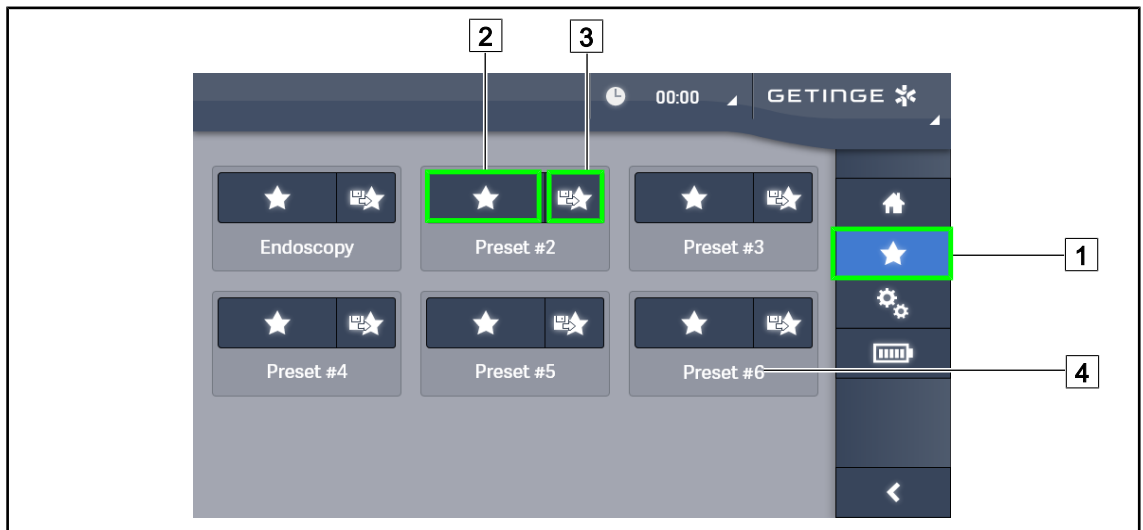 2 3
00:00 GETINGE
Endoscopy Preset #2 Preset #3
1
Preset #4 Preset #5 Preset #6
4